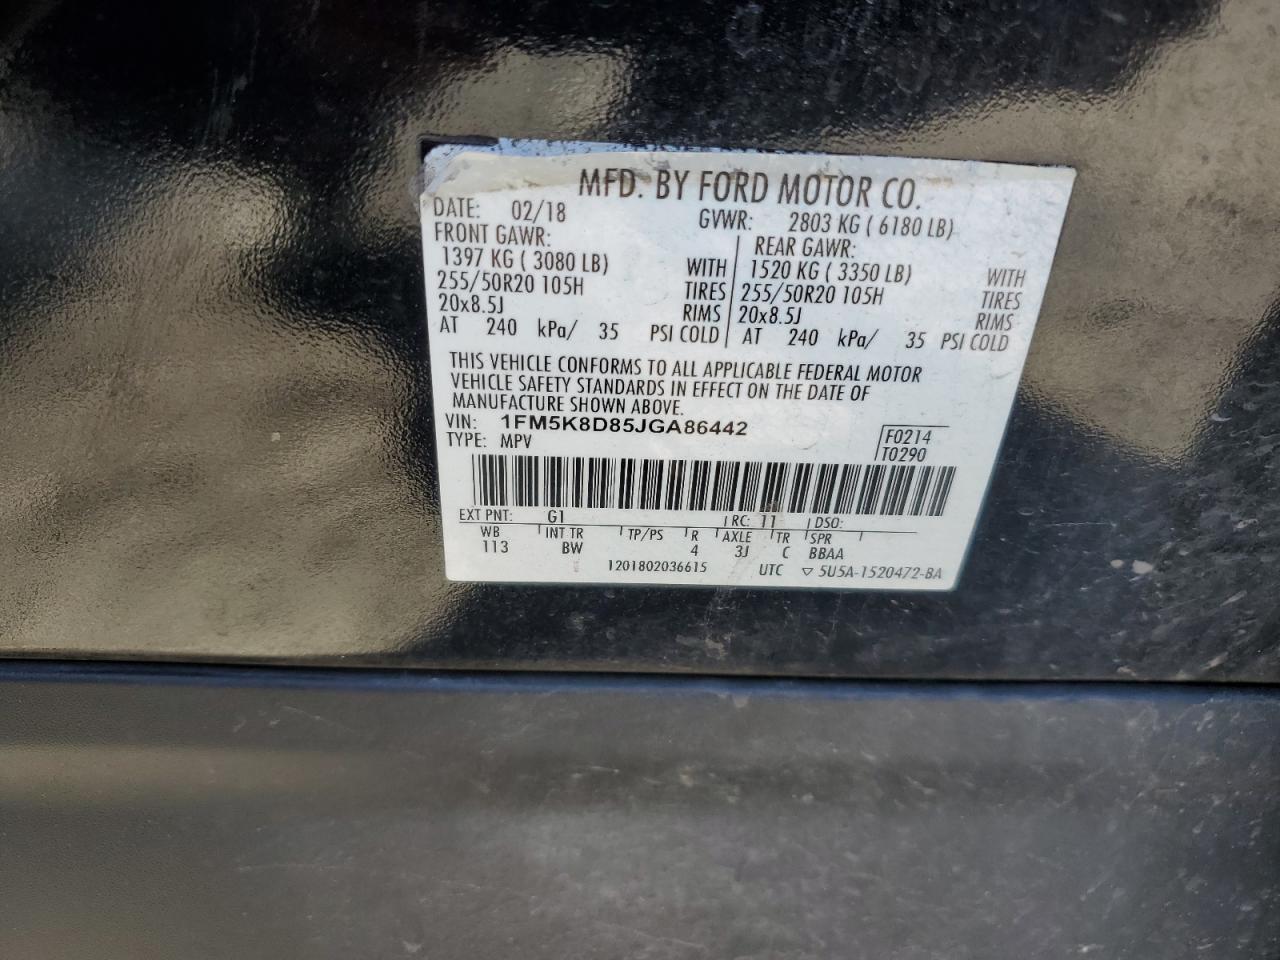 MFD. BY FORD MOTOR CO.
DATE: 02/18 GVWR: 2803 KG ( 6180 LB)
FRONT GAWR: REAR GAWR:
1397 KG ( 3080 LB) WITH 1520 KG ( 3350 LB) WITH
255/50R20 105H TIRES 255/50R20 105H TIRES
20x8.5J RIMS 20x8.5J RIMS
AT 240 kPa/ 35 PSI COLD AT 240 kPa/ 35 PSI COLD
THIS VEHICLE CONFORMS TO ALL APPLICABLE FEDERAL MOTOR
VEHICLE SAFETY STANDARDS IN EFFECT ON THE DATE OF
MANUFACTURE SHOWN ABOVE.
VIN: 1FM5K8D85JGA86442 F0214
TYPE: MPV T0290
EXT PNT: G1 RC: 11 DSO:
WB INT TR TP/PS R AXLE TR SPR
113 BW 4 3J C BBAA
1201802036615 UTC ▽ 5U5A-1520472-BA